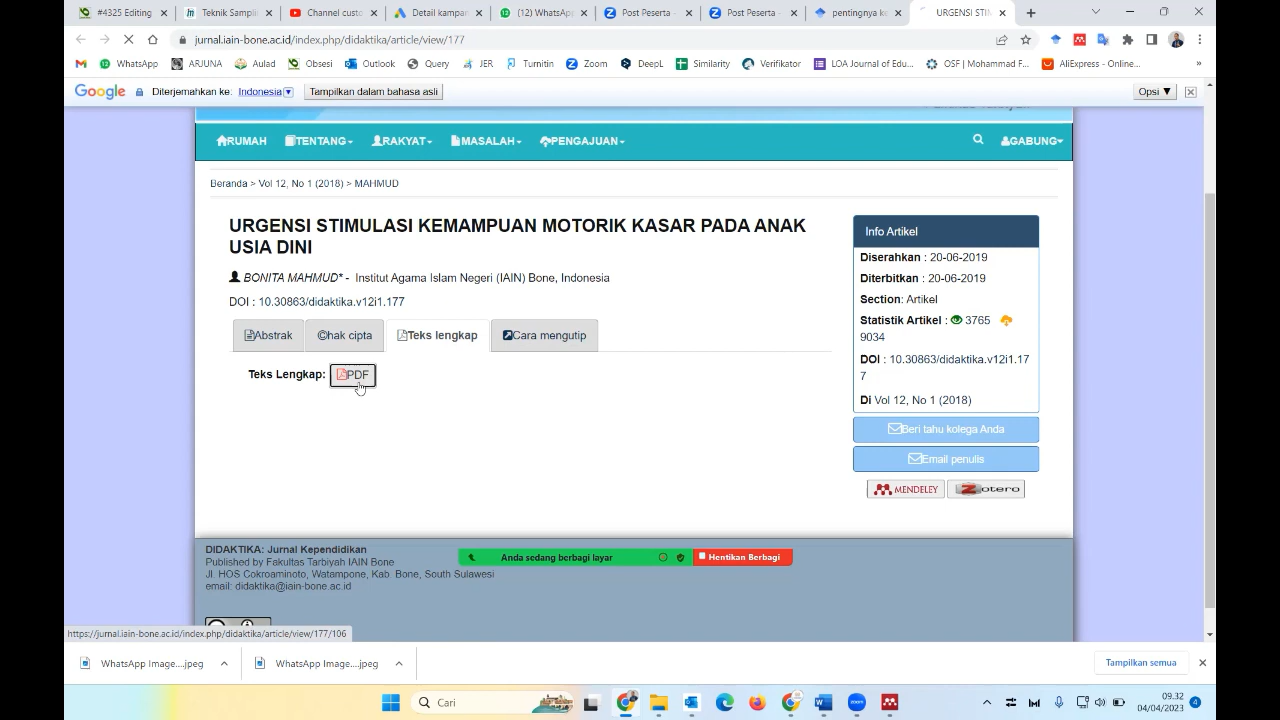 #4325 Editing
Teknik Sampli
Channel custo
Detail kampan
(12) WhatsApp
Post Peserta -
Post Peserta -
pentingnya ke
URGENSI STIM
jurnal.iain-bone.ac.id/index.php/didaktika/article/view/177
WhatsApp
ARJUNA
Aulad
Obsesi
Outlook
Query
JER
Turnitin
Zoom
DeepL
Similarity
Verifikator
LOA Journal of Edu...
OSF | Mohammad F...
AliExpress - Online...
»
Google
Diterjemahkan ke: Indonesia
Tampilkan dalam bahasa asli
Opsi ▼
RUMAH
TENTANG
RAKYAT
MASALAH
PENGAJUAN
GABUNG
Beranda > Vol 12, No 1 (2018) > MAHMUD
URGENSI STIMULASI KEMAMPUAN MOTORIK KASAR PADA ANAK
USIA DINI
BONITA MAHMUD* - Institut Agama Islam Negeri (IAIN) Bone, Indonesia
DOI : 10.30863/didaktika.v12i1.177
Abstrak
©hak cipta
Teks lengkap
Cara mengutip
Teks Lengkap: PDF
Info Artikel
Diserahkan : 20-06-2019
Diterbitkan : 20-06-2019
Section: Artikel
Statistik Artikel : 3765
9034
DOI : 10.30863/didaktika.v12i1.17
7
Di Vol 12, No 1 (2018)
Beri tahu kolega Anda
Email penulis
MENDELEY
zotero
DIDAKTIKA: Jurnal Kependidikan
Published by Fakultas Tarbiyah IAIN Bone
Jl. HOS Cokroaminoto, Watampone, Kab. Bone, South Sulawesi
email: didaktika@iain-bone.ac.id
Anda sedang berbagi layar
Hentikan Berbagi
https://jurnal.iain-bone.ac.id/index.php/didaktika/article/view/177/106
WhatsApp Image....jpeg
WhatsApp Image....jpeg
Tampilkan semua
Cari
09.32
04/04/2023
4